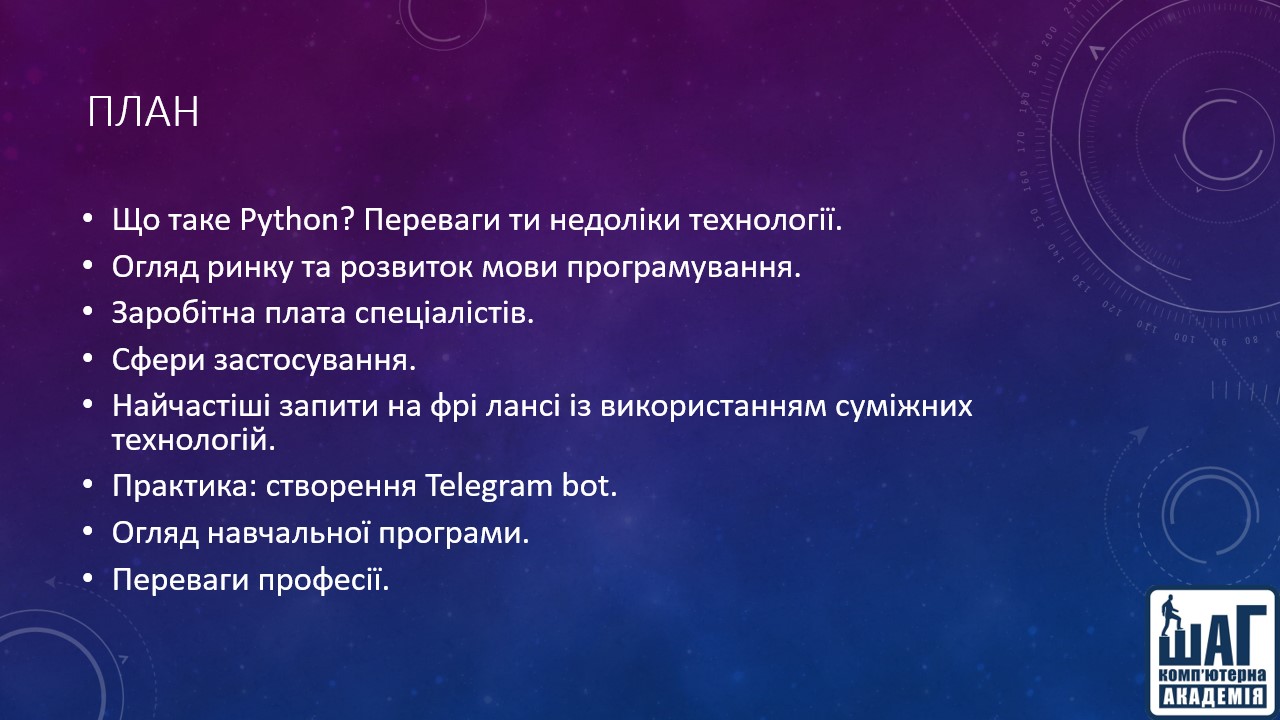 ПЛАН
• Що таке Python? Переваги ти недоліки технології.
• Огляд ринку та розвиток мови програмування.
• Заробітна плата спеціалістів.
• Сфери застосування.
• Найчастіші запити на фрі лансі із використанням суміжних
технологій.
• Практика: створення Telegram bot.
• Огляд навчальної програми.
• Переваги професії.
ШАГ
комп'ютерна
АКАДЕМІЯ